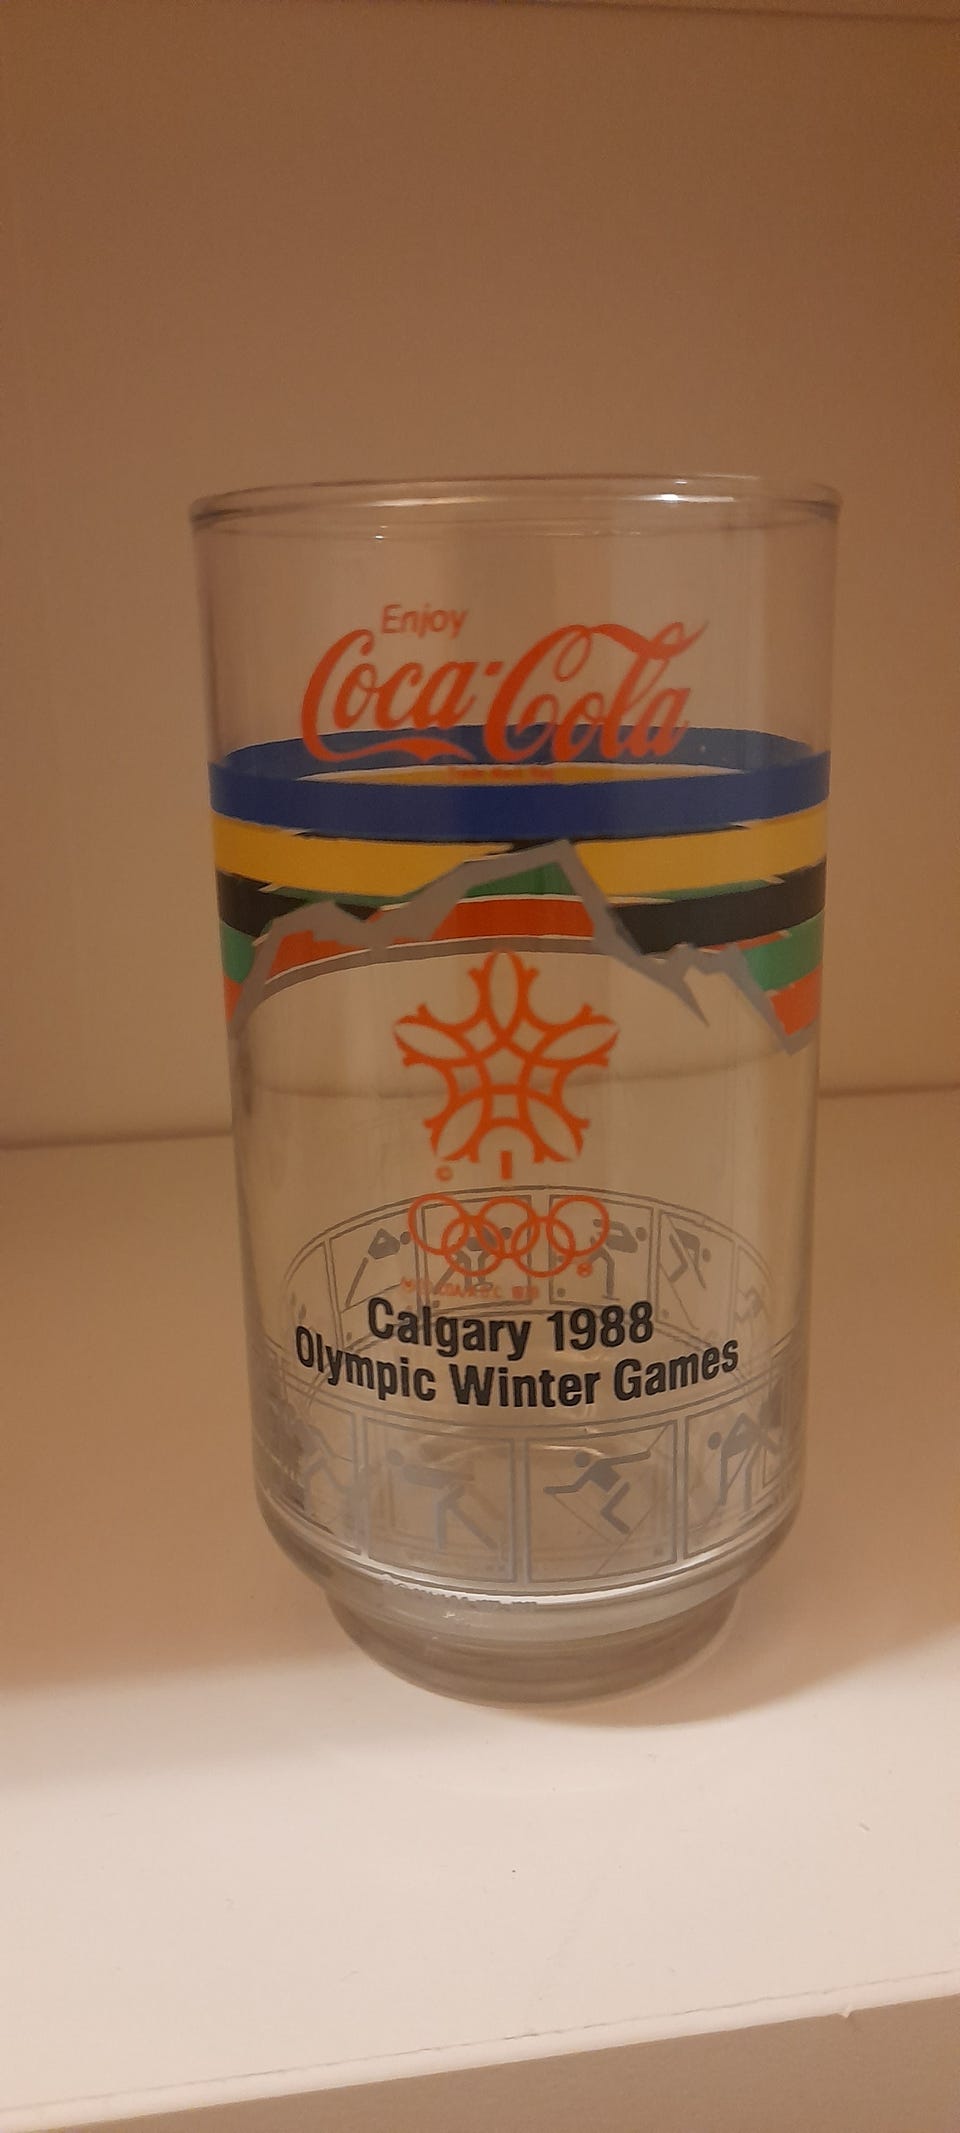 Enjoy
Coca-Cola
©
®
Calgary 1988
Olympic Winter Games